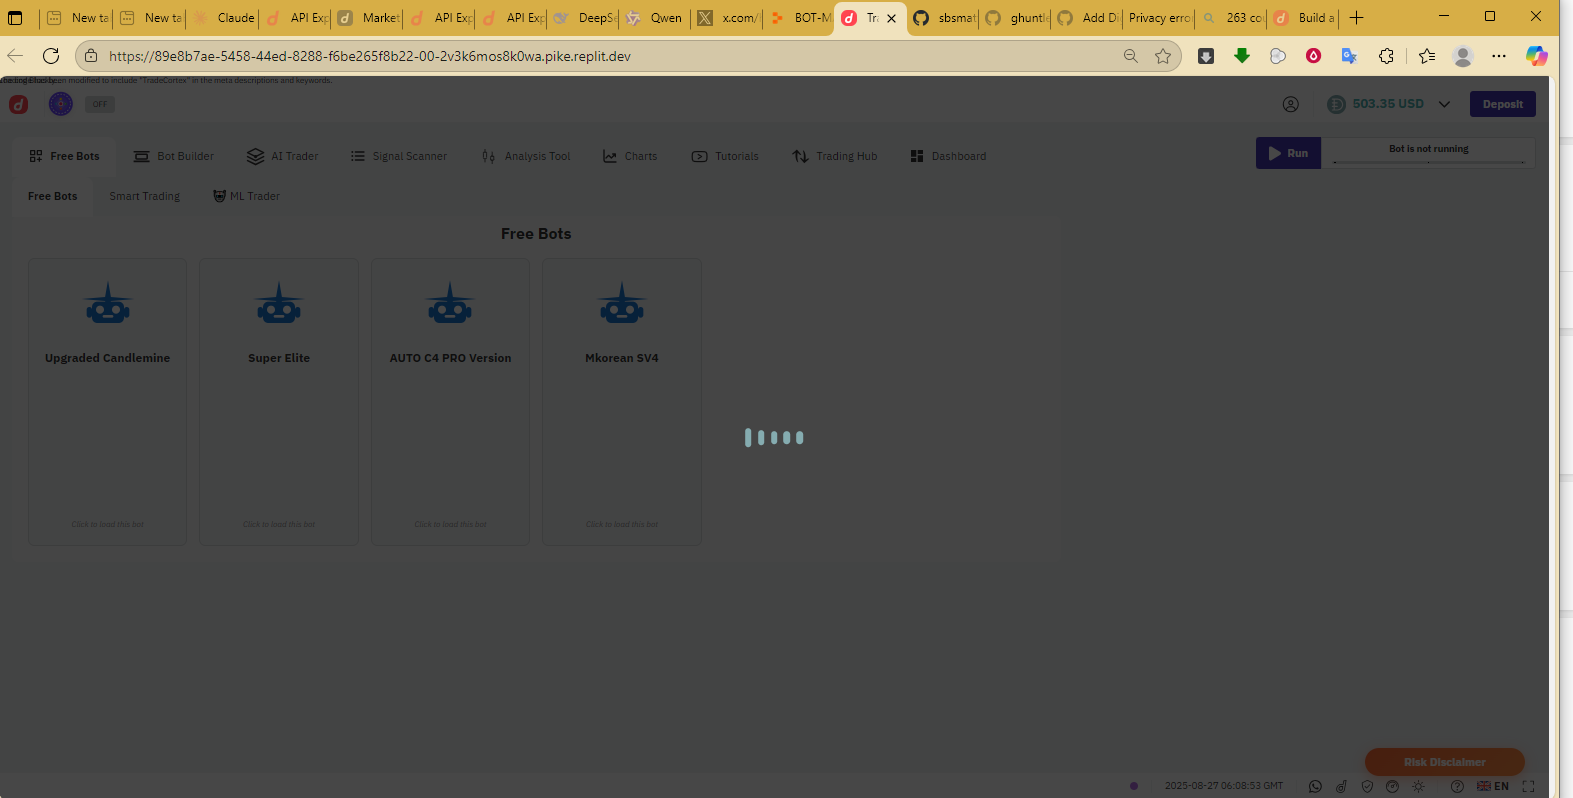 New ta
New ta
Claude
API Exp
Market
API Exp
API Exp
DeepSe
Qwen
x.com/
BOT-M
Tra
sbsmat
ghuntle
Add Di
Privacy erro
263 co
Build a
https://89e8b7ae-5458-44ed-8288-f6be265f8b22-00-2v3k6mos8k0wa.pike.replit.dev
been modified to include "TradeCortex" in the meta descriptions and keywords.
OFF
503.35 USD
Deposit
Free Bots
Bot Builder
AI Trader
Signal Scanner
Analysis Tool
Charts
Tutorials
Trading Hub
Dashboard
Run
Bot is not running
Free Bots
Smart Trading
ML Trader
Free Bots
Upgraded Candlemine
Super Elite
AUTO C4 PRO Version
Mkorean SV4
Click to load this bot
Click to load this bot
Click to load this bot
Click to load this bot
Risk Disclaimer
2025-08-27 06:08:53 GMT
EN